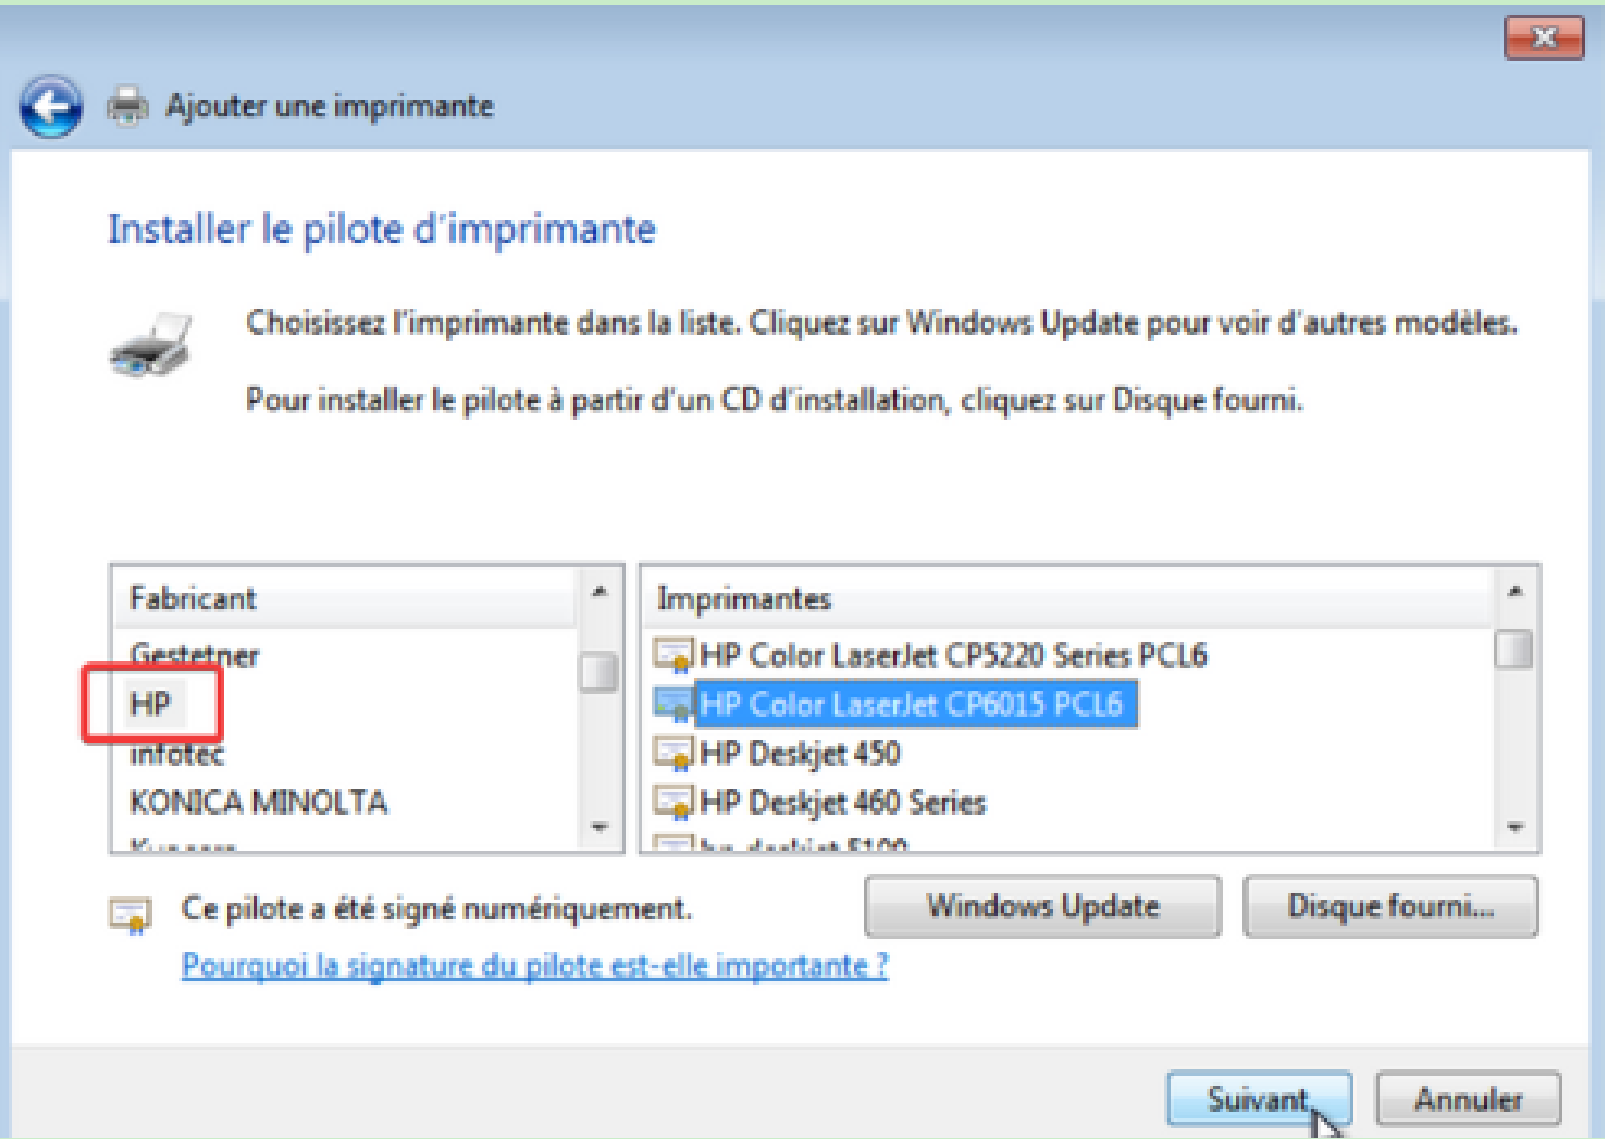 Ajouter une imprimante
Installer le pilote d'imprimante
Choisissez l'imprimante dans la liste. Cliquez sur Windows Update pour voir d'autres modèles.
Pour installer le pilote à partir d'un CD d'installation, cliquez sur Disque fourni.
Fabricant
Gestetner
HP
infotec
KONICA MINOLTA
Imprimantes
HP Color LaserJet CP5220 Series PCL6
HP Color LaserJet CP6015 PCL6
HP Deskjet 450
HP Deskjet 460 Series
Ce pilote a été signé numériquement.
Pourquoi la signature du pilote est-elle importante ?
Windows Update
Disque fourni...
Suivant
Annuler